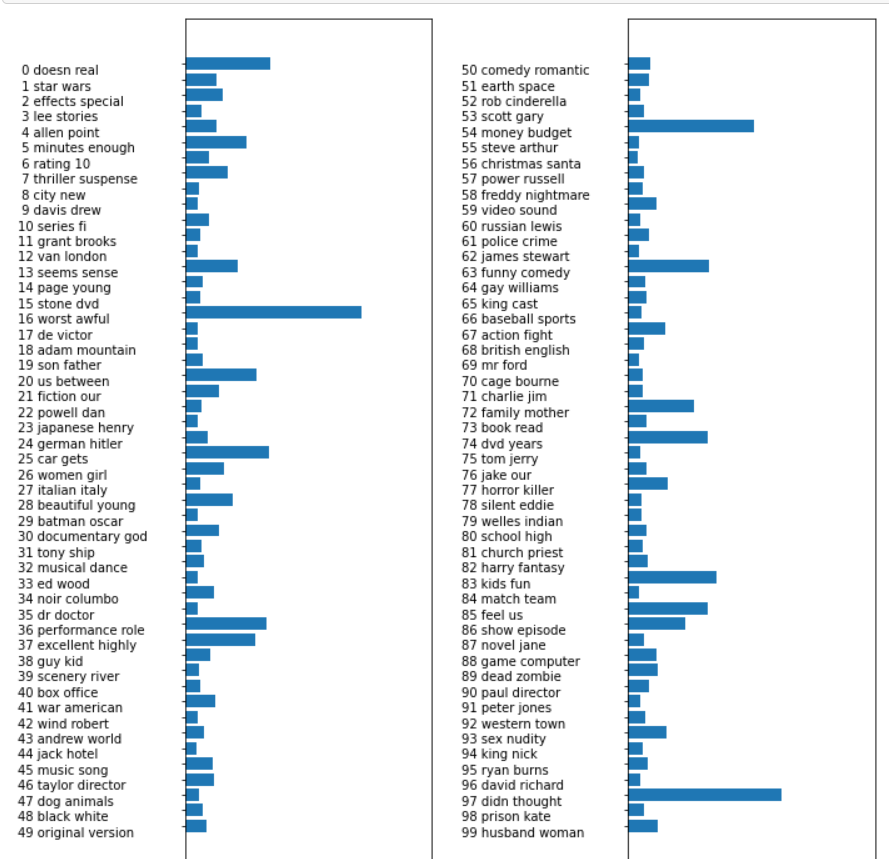 0 doesn real
1 star wars
2 effects special
3 lee stories
4 allen point
5 minutes enough
6 rating 10
7 thriller suspense
8 city new
9 davis drew
10 series fi
11 grant brooks
12 van london
13 seems sense
14 page young
15 stone dvd
16 worst awful
17 de victor
18 adam mountain
19 son father
20 us between
21 fiction our
22 powell dan
23 japanese henry
24 german hitler
25 car gets
26 women girl
27 italian italy
28 beautiful young
29 batman oscar
30 documentary god
31 tony ship
32 musical dance
33 ed wood
34 noir columbo
35 dr doctor
36 performance role
37 excellent highly
38 guy kid
39 scenery river
40 box office
41 war american
42 wind robert
43 andrew world
44 jack hotel
45 music song
46 taylor director
47 dog animals
48 black white
49 original version
50 comedy romantic
51 earth space
52 rob cinderella
53 scott gary
54 money budget
55 steve arthur
56 christmas santa
57 power russell
58 freddy nightmare
59 video sound
60 russian lewis
61 police crime
62 james stewart
63 funny comedy
64 gay williams
65 king cast
66 baseball sports
67 action fight
68 british english
69 mr ford
70 cage bourne
71 charlie jim
72 family mother
73 book read
74 dvd years
75 tom jerry
76 jake our
77 horror killer
78 silent eddie
79 welles indian
80 school high
81 church priest
82 harry fantasy
83 kids fun
84 match team
85 feel us
86 show episode
87 novel jane
88 game computer
89 dead zombie
90 paul director
91 peter jones
92 western town
93 sex nudity
94 king nick
95 ryan burns
96 david richard
97 didn thought
98 prison kate
99 husband woman